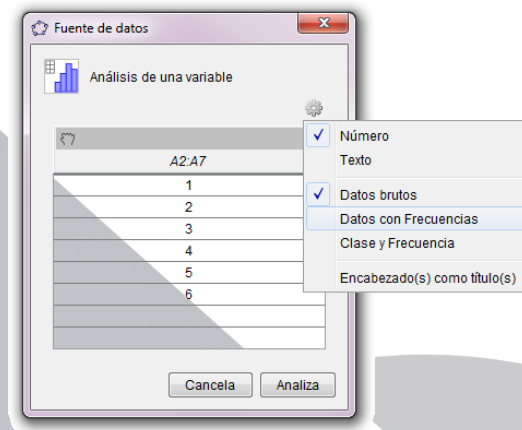 Fuente de datos
Análisis de una variable
A2:A7
1
2
3
4
5
6
Número
Texto
Datos brutos
Datos con Frecuencias
Clase y Frecuencia
Encabezado(s) como título(s)
Cancela
Analiza